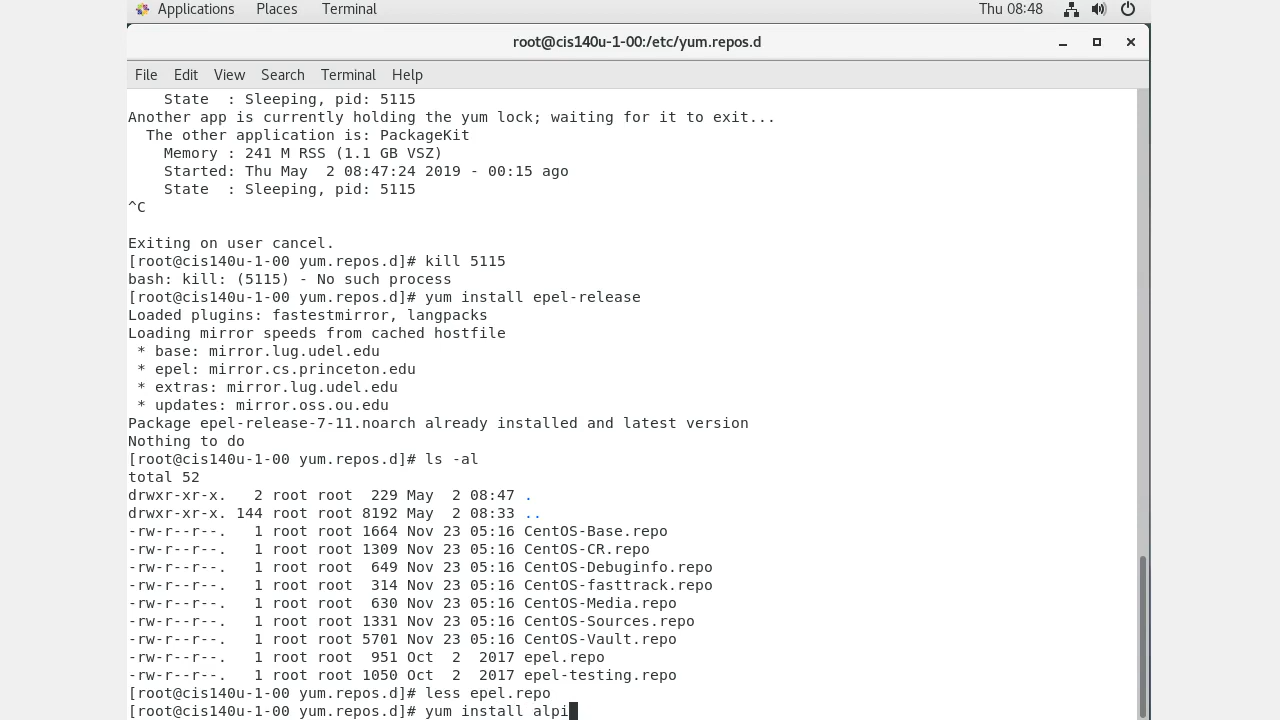 Applications Places Terminal Thu 08:48
root@cis140u-1-00:/etc/yum.repos.d
File Edit View Search Terminal Help
    State  : Sleeping, pid: 5115
Another app is currently holding the yum lock; waiting for it to exit...
  The other application is: PackageKit
    Memory : 241 M RSS (1.1 GB VSZ)
    Started: Thu May  2 08:47:24 2019 - 00:15 ago
    State  : Sleeping, pid: 5115
^C
Exiting on user cancel.
[root@cis140u-1-00 yum.repos.d]# kill 5115
bash: kill: (5115) - No such process
[root@cis140u-1-00 yum.repos.d]# yum install epel-release
Loaded plugins: fastestmirror, langpacks
Loading mirror speeds from cached hostfile
 * base: mirror.lug.udel.edu
 * epel: mirror.cs.princeton.edu
 * extras: mirror.lug.udel.edu
 * updates: mirror.oss.ou.edu
Package epel-release-7-11.noarch already installed and latest version
Nothing to do
[root@cis140u-1-00 yum.repos.d]# ls -al
total 52
drwxr-xr-x.   2 root root  229 May  2 08:47 .
drwxr-xr-x. 144 root root 8192 May  2 08:33 ..
-rw-r--r--.   1 root root 1664 Nov 23 05:16 CentOS-Base.repo
-rw-r--r--.   1 root root 1309 Nov 23 05:16 CentOS-CR.repo
-rw-r--r--.   1 root root  649 Nov 23 05:16 CentOS-Debuginfo.repo
-rw-r--r--.   1 root root  314 Nov 23 05:16 CentOS-fasttrack.repo
-rw-r--r--.   1 root root  630 Nov 23 05:16 CentOS-Media.repo
-rw-r--r--.   1 root root 1331 Nov 23 05:16 CentOS-Sources.repo
-rw-r--r--.   1 root root 5701 Nov 23 05:16 CentOS-Vault.repo
-rw-r--r--.   1 root root  951 Oct  2  2017 epel.repo
-rw-r--r--.   1 root root 1050 Oct  2  2017 epel-testing.repo
[root@cis140u-1-00 yum.repos.d]# less epel.repo
[root@cis140u-1-00 yum.repos.d]# yum install alpi